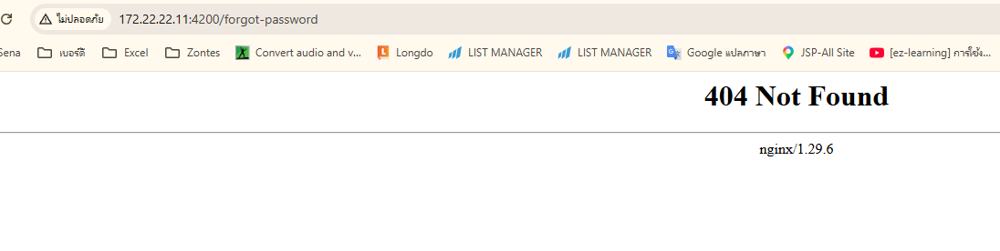 ไม่ปลอดภัย 172.22.22.11:4200/forgot-password
Sena เบอร์ดี Excel Zontes Convert audio and v... Longdo LIST MANAGER LIST MANAGER Google แปลภาษา JSP-All Site [ez-learning] การใช้ง...
404 Not Found
nginx/1.29.6